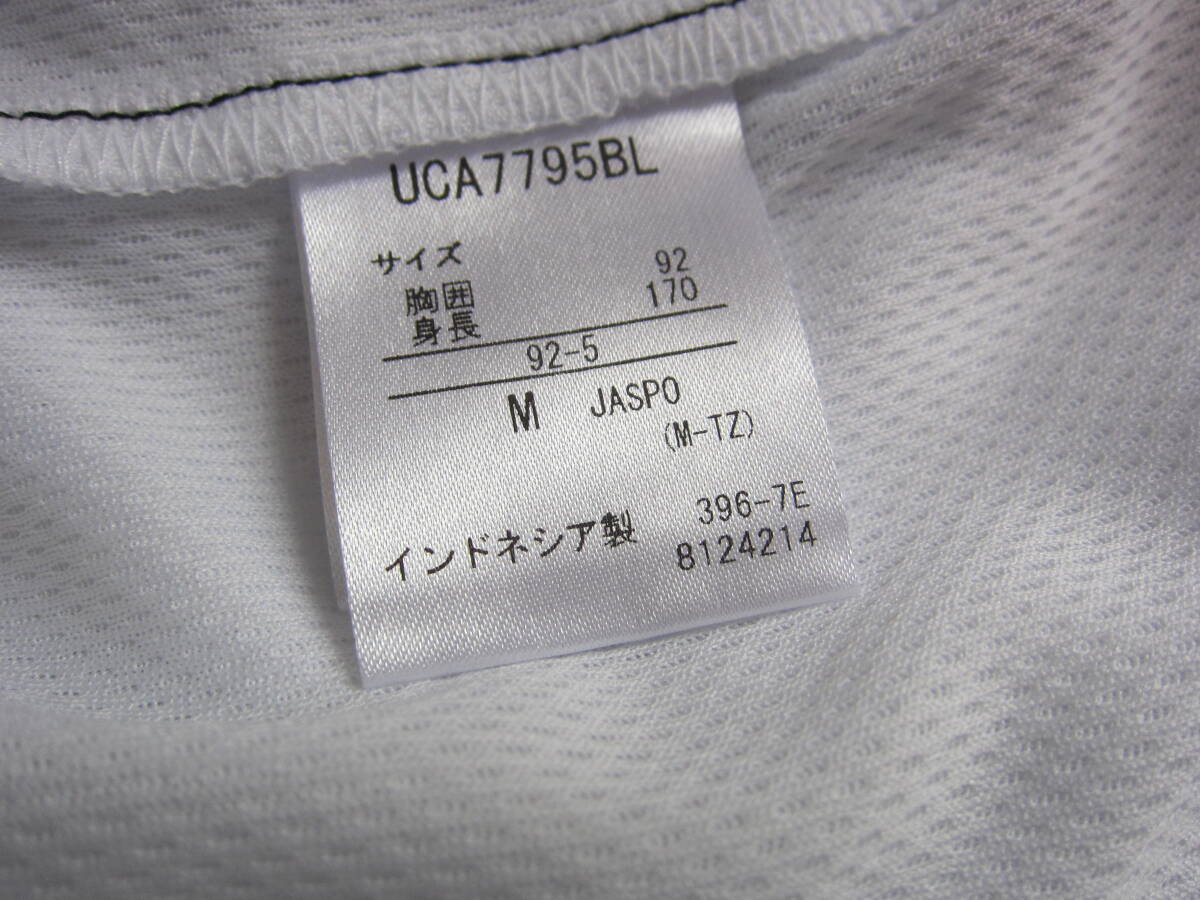 UCA7795BL
サイズ
胸囲 92
身長 170
92-5
M JASPO
(M-TZ)
396-7E
インドネシア製 8124214